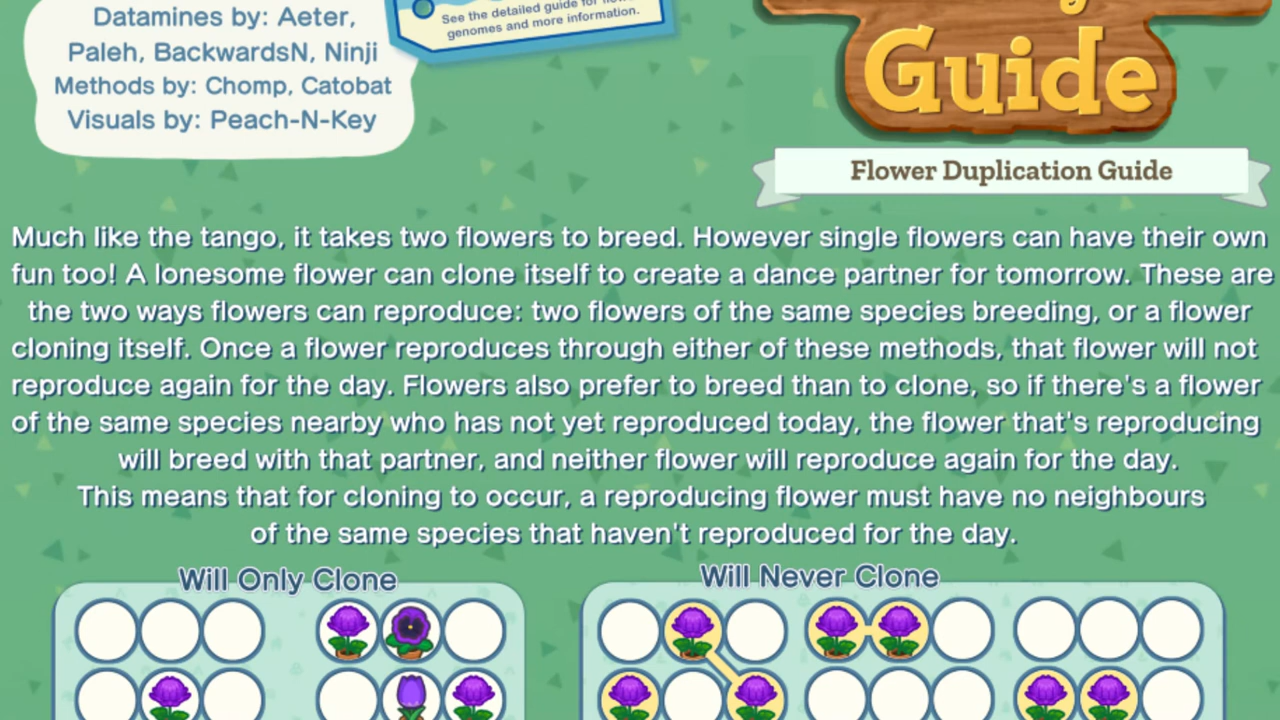 Datamines by: Aeter,
Paleh, BackwardsN, Ninji
Methods by: Chomp, Catobat
Visuals by: Peach-N-Key
See the detailed guide for
genomes and more information.
Guide
Flower Duplication Guide
Much like the tango, it takes two flowers to breed. However single flowers can have their own
fun too! A lonesome flower can clone itself to create a dance partner for tomorrow. These are
the two ways flowers can reproduce: two flowers of the same species breeding, or a flower
cloning itself. Once a flower reproduces through either of these methods, that flower will not
reproduce again for the day. Flowers also prefer to breed than to clone, so if there's a flower
of the same species nearby who has not yet reproduced today, the flower that's reproducing
will breed with that partner, and neither flower will reproduce again for the day.
This means that for cloning to occur, a reproducing flower must have no neighbours
of the same species that haven't reproduced for the day.
Will Only Clone
Will Never Clone